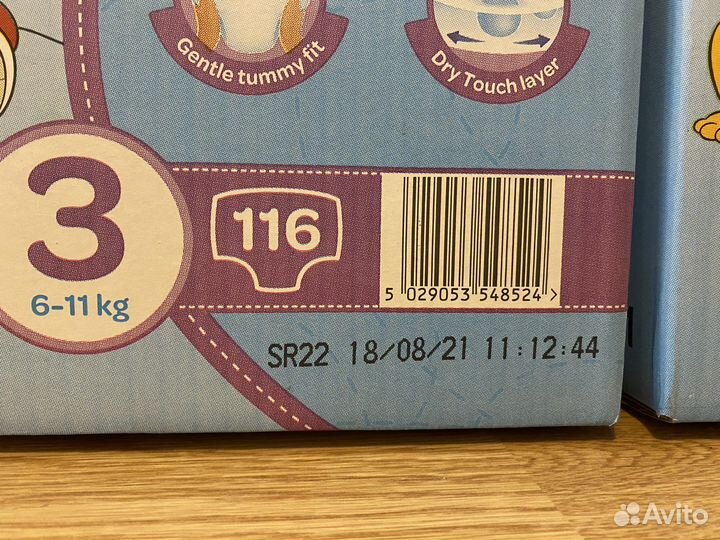 Gentle tummy fit
Dry Touch layer
3
6-11 kg
116
5 029053 548524 >
SR22 18/08/21 11:12:44
Avito